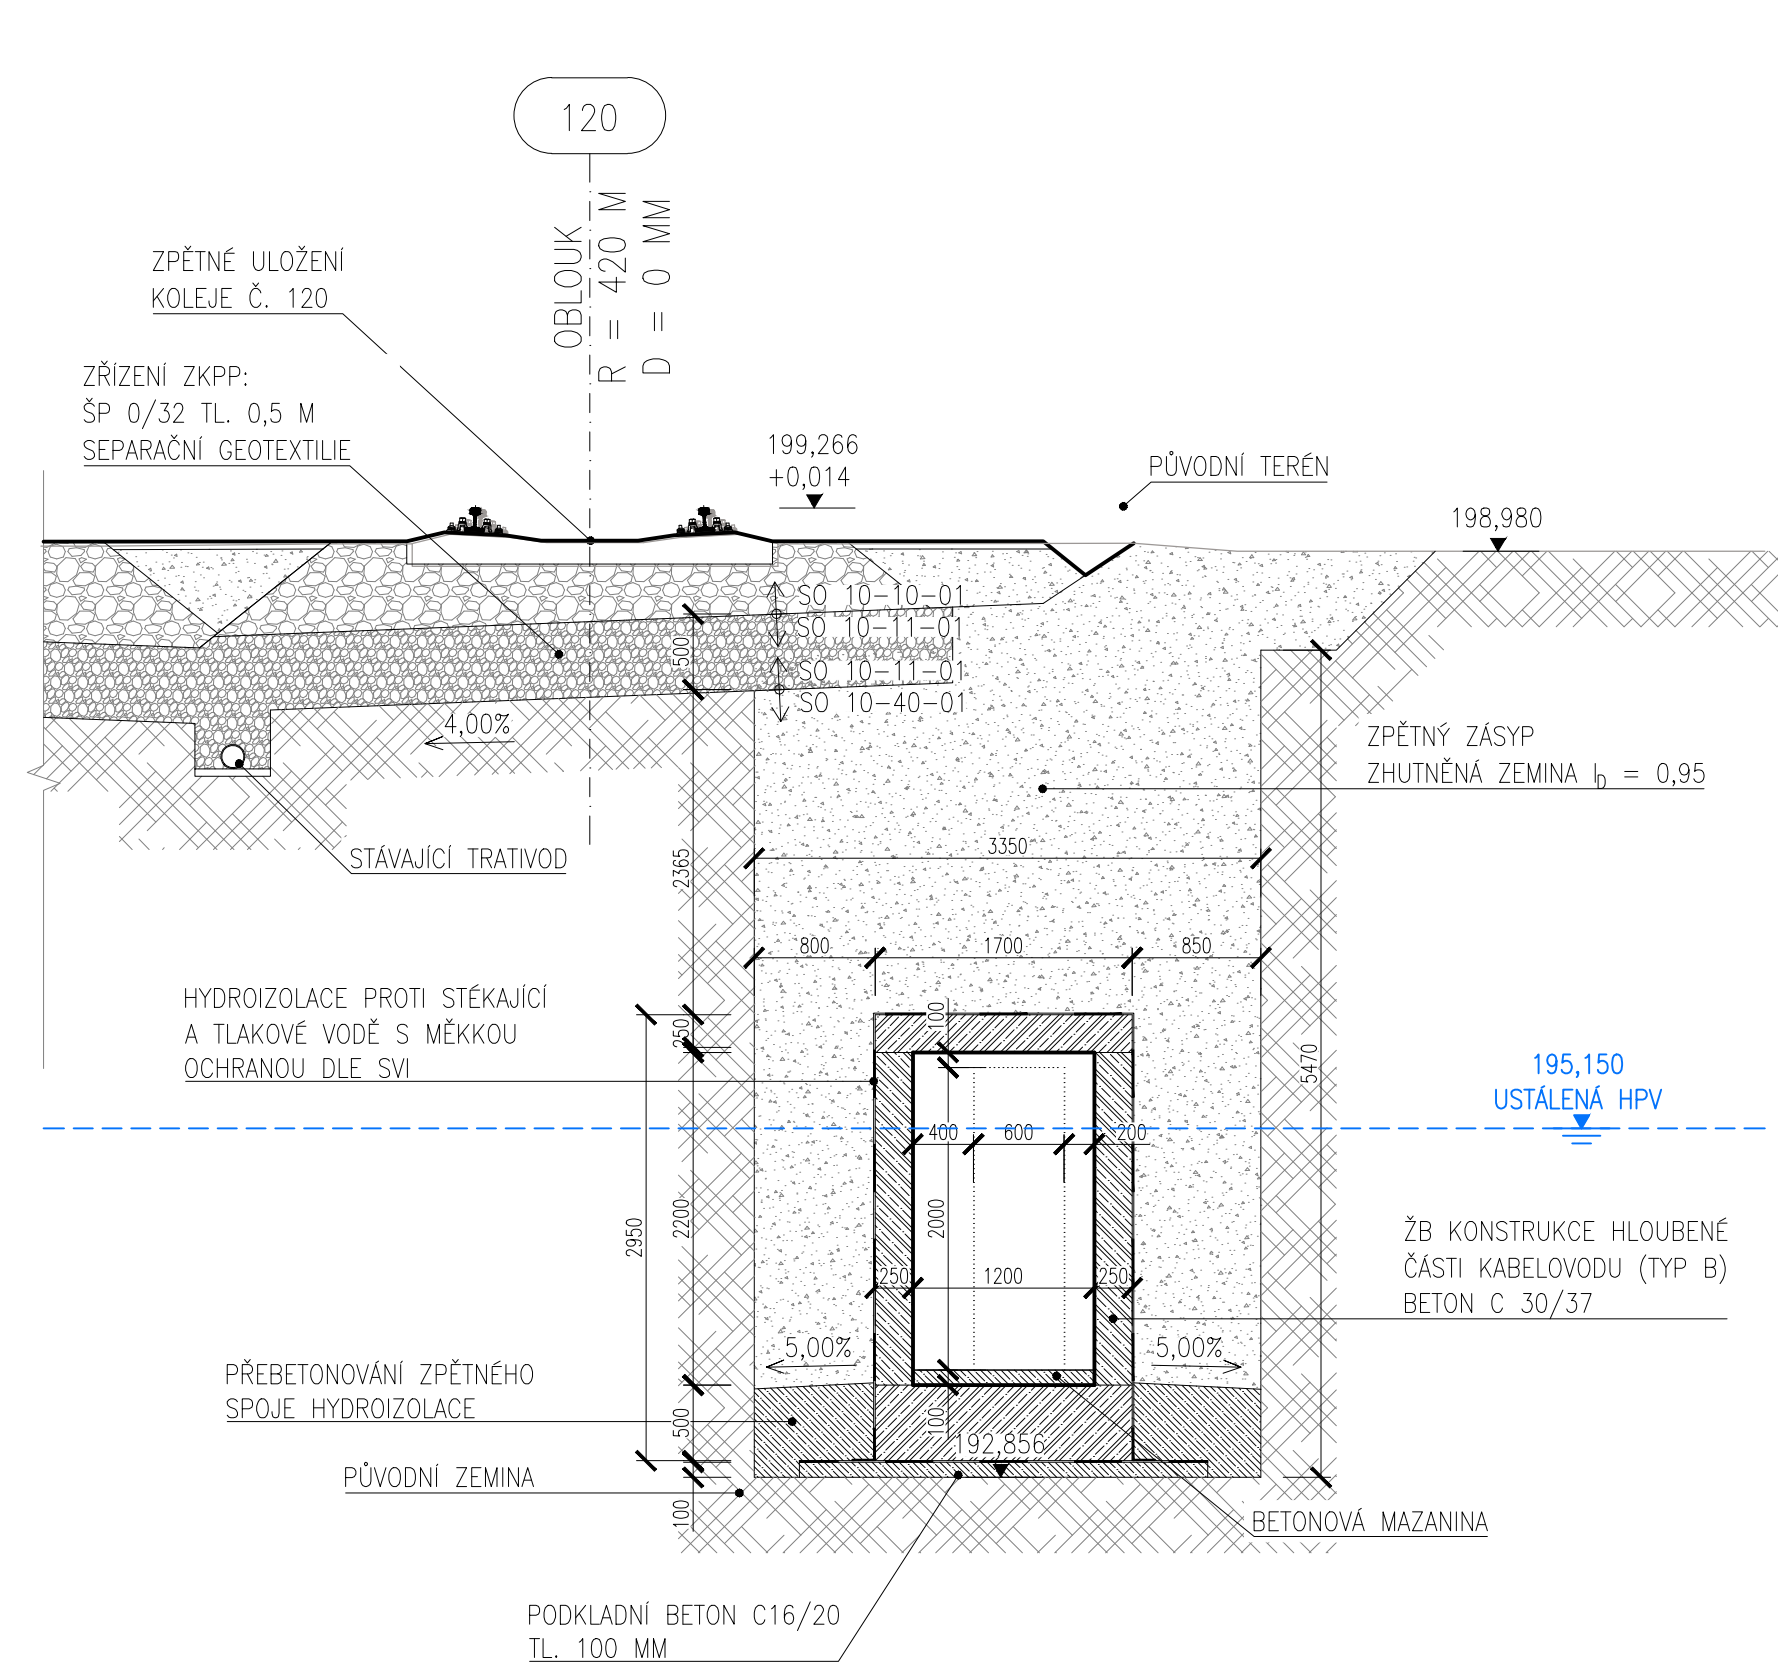 120
OBLOUK
R = 420 M
D = 0 MM
ZPĚTNÉ ULOŽENÍ
KOLEJE Č. 120
ZŘÍZENÍ ZKPP:
ŠP 0/32 TL. 0,5 M
SEPARAČNÍ GEOTEXTILIE
199,266
+0,014
PŮVODNÍ TERÉN
198,980
SO 10-10-01
SO 10-11-01
SO 10-11-01
SO 10-40-01
500
4,00%
ZPĚTNÝ ZÁSYP
ZHUTNĚNÁ ZEMINA ID = 0,95
STÁVAJÍCÍ TRATIVOD
2365
3350
800
1700
850
HYDROIZOLACE PROTI STÉKAJÍCÍ
A TLAKOVÉ VODĚ S MĚKKOU
OCHRANOU DLE SVI
250
100
5470
195,150
USTÁLENÁ HPV
400
600
200
2950
2200
2000
250
1200
250
ŽB KONSTRUKCE HLOUBENÉ
ČÁSTI KABELOVODU (TYP B)
BETON C 30/37
5,00%
5,00%
PŘEBETONOVÁNÍ ZPĚTNÉHO
SPOJE HYDROIZOLACE
500
100
192,856
PŮVODNÍ ZEMINA
100
BETONOVÁ MAZANINA
PODKLADNÍ BETON C16/20
TL. 100 MM